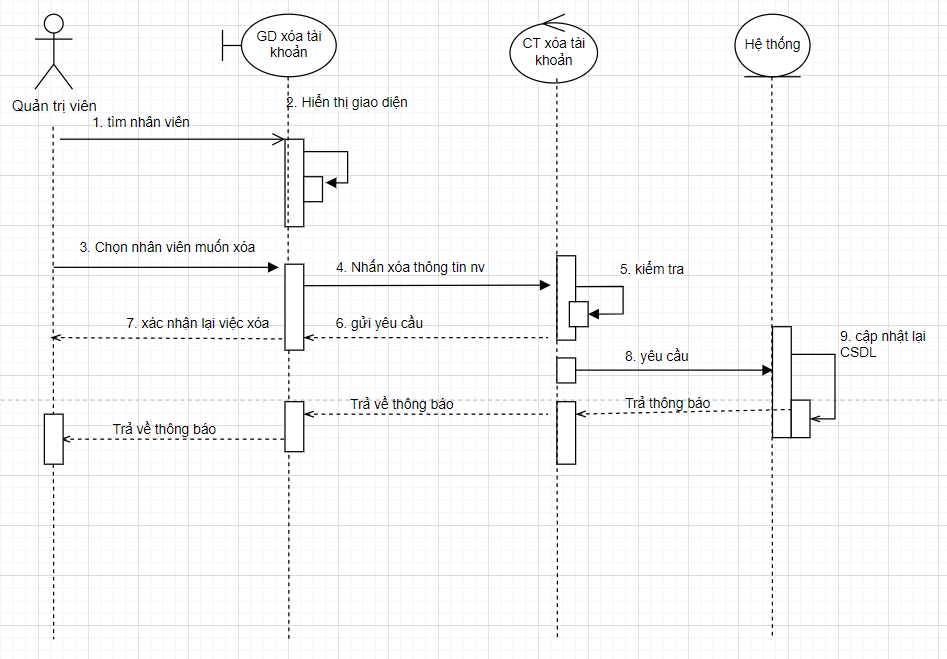 GD xóa tài
khoản
CT xóa tài
khoản
Hệ thống
Quản trị viên
2. Hiển thị giao diện
1. tìm nhân viên
3. Chọn nhân viên muốn xóa
4. Nhấn xóa thông tin nv
5. kiểm tra
7. xác nhận lại việc xóa
6. gửi yêu cầu
9. cập nhật lại
CSDL
8. yêu cầu
Trả về thông báo
Trả thông báo
Trả về thông báo